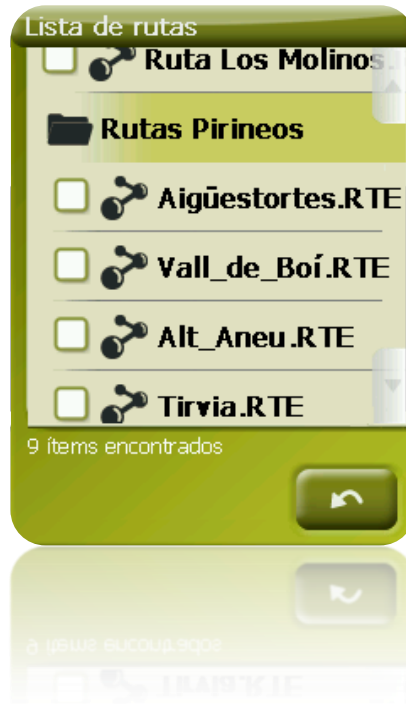 Lista de rutas
Ruta Los Molinos.
Rutas Pirineos
Aigüestortes.RTE
Vall_de_Boí.RTE
Alt_Aneu.RTE
Tirvia.RTE
9 ítems encontrados